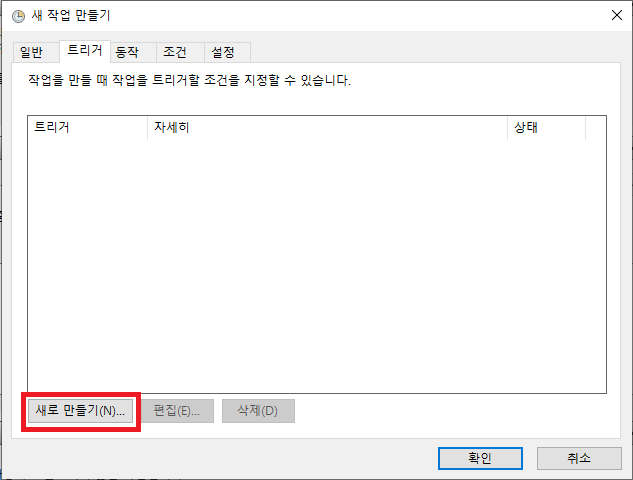 새 작업 만들기
일반 트리거 동작 조건 설정
작업을 만들 때 작업을 트리거할 조건을 지정할 수 있습니다.
트리거 자세히 상태
새로 만들기(N)... 편집(E)... 삭제(D)
확인 취소